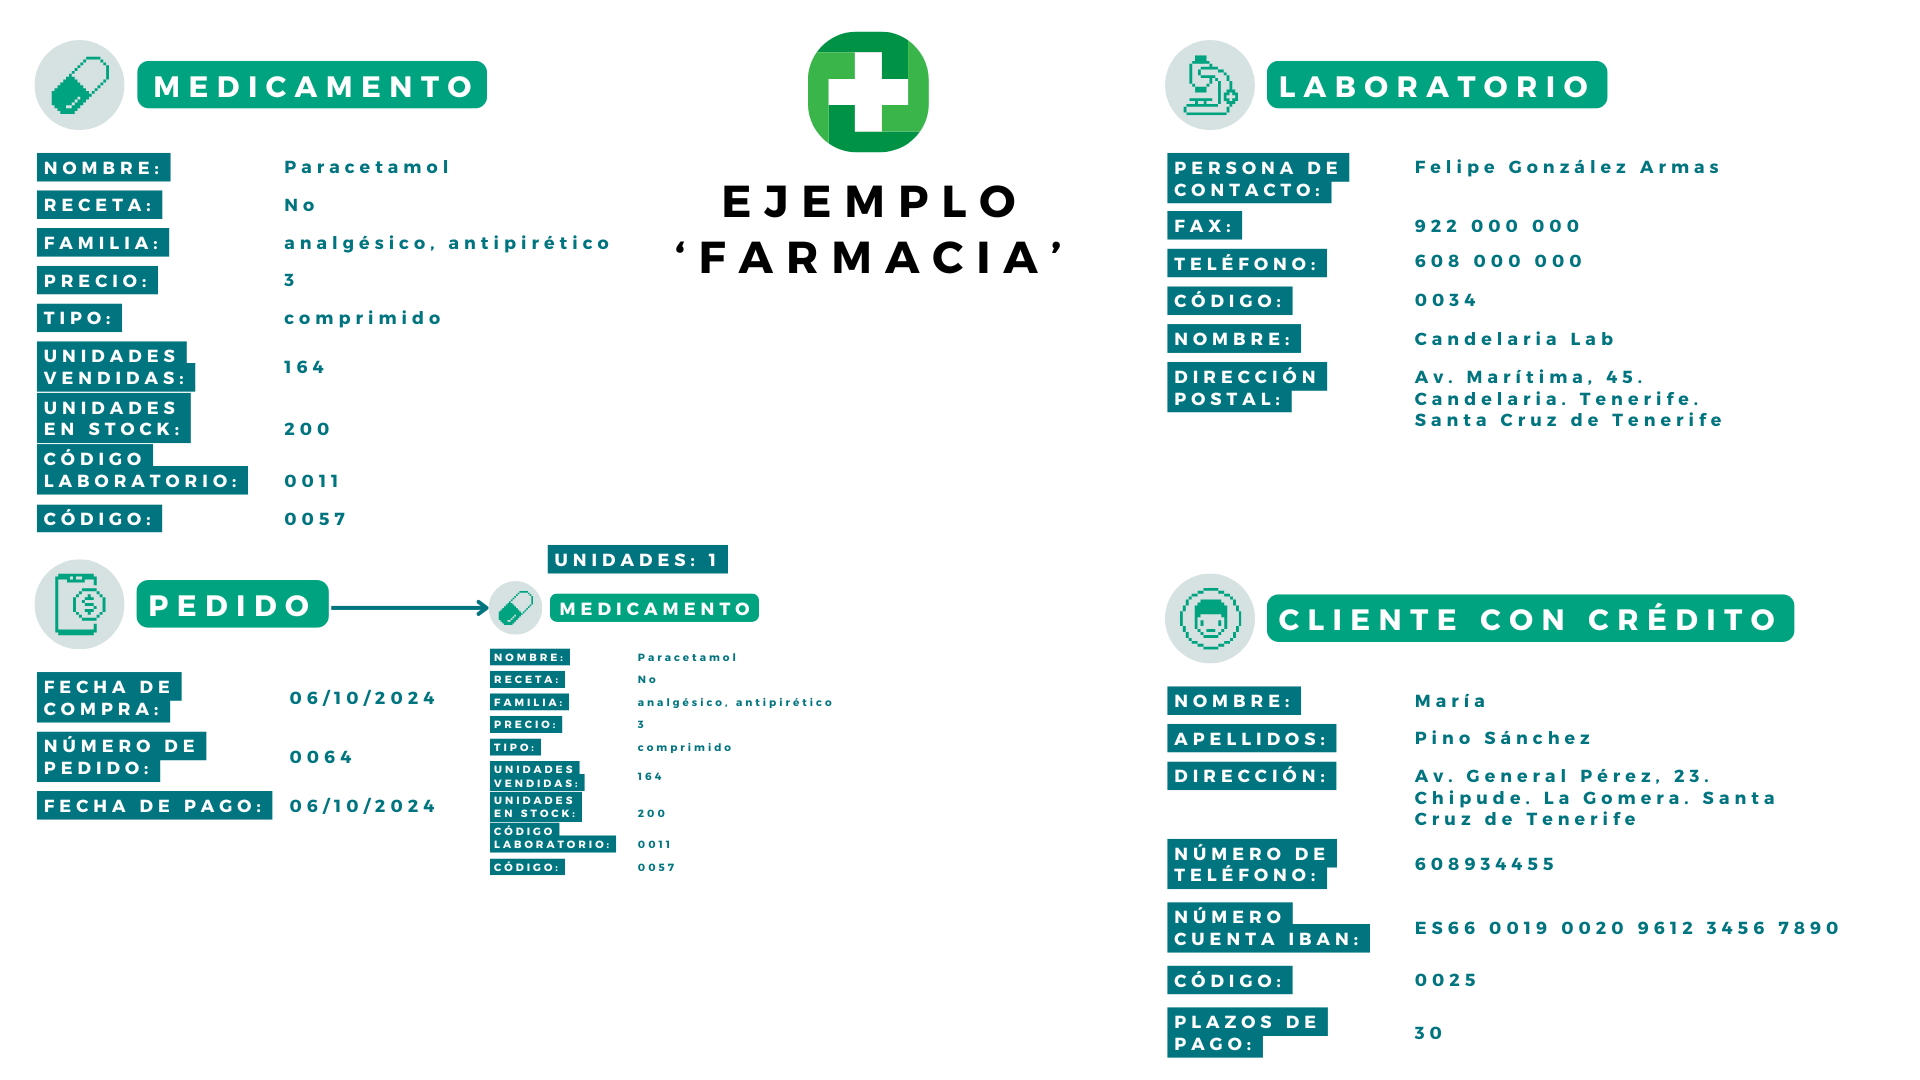 MEDICAMENTO
NOMBRE: Paracetamol
RECETA: No
FAMILIA: analgésico, antipirético
PRECIO: 3
TIPO: comprimido
UNIDADES
VENDIDAS: 164
UNIDADES
EN STOCK: 200
CÓDIGO
LABORATORIO: 0011
CÓDIGO: 0057
EJEMPLO
‘FARMACIA’
LABORATORIO
PERSONA DE
CONTACTO: Felipe González Armas
FAX: 922 000 000
TELÉFONO: 608 000 000
CÓDIGO: 0034
NOMBRE: Candelaria Lab
DIRECCIÓN
POSTAL: Av. Marítima, 45.
Candelaria. Tenerife.
Santa Cruz de Tenerife
PEDIDO
FECHA DE
COMPRA: 06/10/2024
NÚMERO DE
PEDIDO: 0064
FECHA DE PAGO: 06/10/2024
UNIDADES: 1
MEDICAMENTO
NOMBRE: Paracetamol
RECETA: No
FAMILIA: analgésico, antipirético
PRECIO: 3
TIPO: comprimido
UNIDADES
VENDIDAS: 164
UNIDADES
EN STOCK: 200
CÓDIGO
LABORATORIO: 0011
CÓDIGO: 0057
CLIENTE CON CRÉDITO
NOMBRE: María
APELLIDOS: Pino Sánchez
DIRECCIÓN: Av. General Pérez, 23.
Chipude. La Gomera. Santa
Cruz de Tenerife
NÚMERO DE
TELÉFONO: 608934455
NÚMERO
CUENTA IBAN: ES66 0019 0020 9612 3456 7890
CÓDIGO: 0025
PLAZOS DE
PAGO: 30